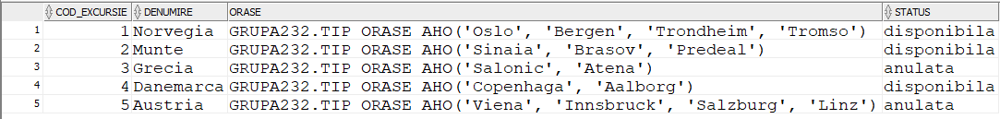 COD_EXCURSIE DENUMIRE ORASE STATUS
1 1 Norvegia GRUPA232.TIP ORASE AHO('Oslo', 'Bergen', 'Trondheim', 'Tromso') disponibila
2 2 Munte GRUPA232.TIP ORASE AHO('Sinaia', 'Brasov', 'Predeal') disponibila
3 3 Grecia GRUPA232.TIP ORASE AHO('Salonic', 'Atena') anulata
4 4 Danemarca GRUPA232.TIP ORASE AHO('Copenhaga', 'Aalborg') disponibila
5 5 Austria GRUPA232.TIP ORASE AHO('Viena', 'Innsbruck', 'Salzburg', 'Linz') anulata